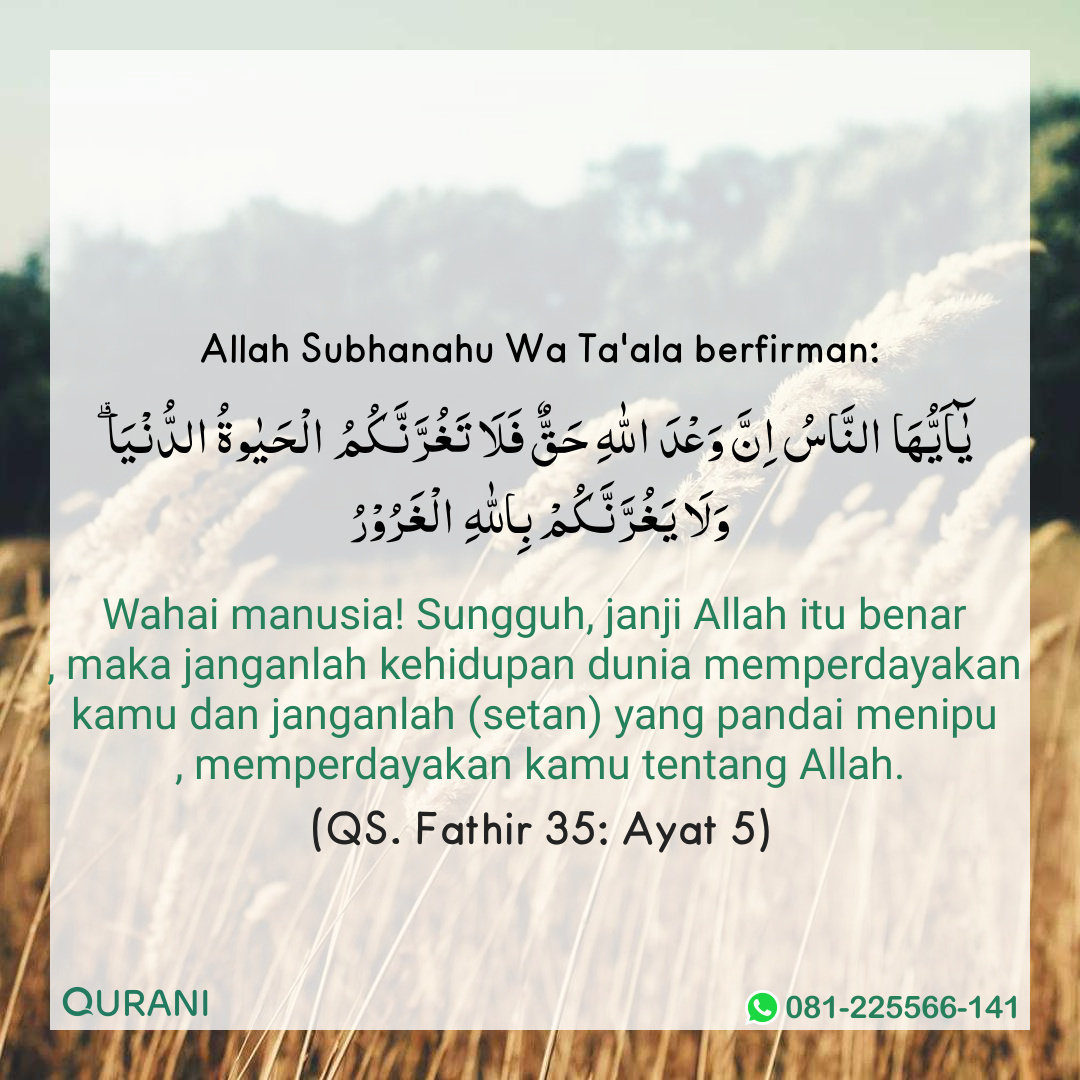 Allah Subhanahu Wa Ta'ala berfirman:
يٰۤاَيُّهَا النَّاسُ اِنَّ وَعْدَ اللّٰهِ حَقٌّ فَلَا تَغُرَّنَّكُمُ الْحَيٰوةُ الدُّنْيَاۗ
وَلَا يَغُرَّنَّكُمْ بِاللّٰهِ الْغَرُوْرُ
Wahai manusia! Sungguh, janji Allah itu benar
, maka janganlah kehidupan dunia memperdayakan
kamu dan janganlah (setan) yang pandai menipu
, memperdayakan kamu tentang Allah.
(QS. Fathir 35: Ayat 5)
QURANI
081-225566-141